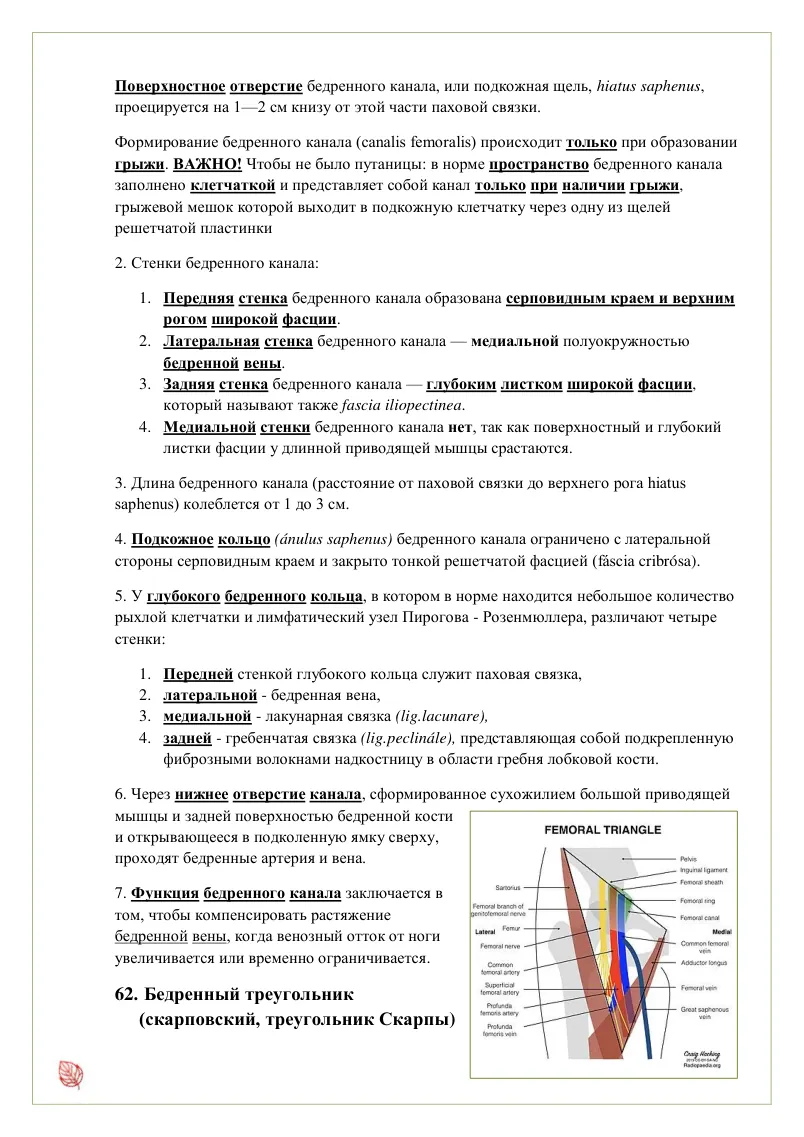 Поверхностное отверстие бедренного канала, или подкожная щель, hiatus saphenus,
проецируется на 1—2 см книзу от этой части паховой связки.
Формирование бедренного канала (canalis femoralis) происходит только при образовании
грыжи. ВАЖНО! Чтобы не было путаницы: в норме пространство бедренного канала
заполнено клетчаткой и представляет собой канал только при наличии грыжи,
грыжевой мешок которой выходит в подкожную клетчатку через одну из щелей
решетчатой пластинки
2. Стенки бедренного канала:
1. Передняя стенка бедренного канала образована серповидным краем и верхним
рогом широкой фасции.
2. Латеральная стенка бедренного канала — медиальной полуокружностью
бедренной вены.
3. Задняя стенка бедренного канала — глубоким листком широкой фасции,
который называют также fascia iliopectinea.
4. Медиальной стенки бедренного канала нет, так как поверхностный и глубокий
листки фасции у длинной приводящей мышцы срастаются.
3. Длина бедренного канала (расстояние от паховой связки до верхнего рога hiatus
saphenus) колеблется от 1 до 3 см.
4. Подкожное кольцо (ánulus saphenus) бедренного канала ограничено с латеральной
стороны серповидным краем и закрыто тонкой решетчатой фасцией (fáscia cribrósa).
5. У глубокого бедренного кольца, в котором в норме находится небольшое количество
рыхлой клетчатки и лимфатический узел Пирогова - Розенмюллера, различают четыре
стенки:
1. Передней стенкой глубокого кольца служит паховая связка,
2. латеральной - бедренная вена,
3. медиальной - лакунарная связка (lig.lacunare),
4. задней - гребенчатая связка (lig.peclinále), представляющая собой подкрепленную
фиброзными волокнами надкостницу в области гребня лобковой кости.
6. Через нижнее отверстие канала, сформированное сухожилием большой приводящей
мышцы и задней поверхностью бедренной кости
и открывающееся в подколенную ямку сверху,
проходят бедренные артерия и вена.
7. Функция бедренного канала заключается в
том, чтобы компенсировать растяжение
бедренной вены, когда венозный отток от ноги
увеличивается или временно ограничивается.
62. Бедренный треугольник
(скарповский, треугольник Скарпы)
FEMORAL TRIANGLE
Sartorius
Femoral branch of
genitofemoral nerve
Lateral
Femur
Femoral nerve
Common
femoral artery
Superficial
femoral artery
Profunda
femoris artery
Profunda
femoris vein
Pelvis
Inguinal ligament
Femoral sheath
Femoral ring
Femoral canal
Medial
Common femoral
vein
Adductor longus
Femoral vein
Great saphenous
vein
Craig Hacking
Radiopaedia.org